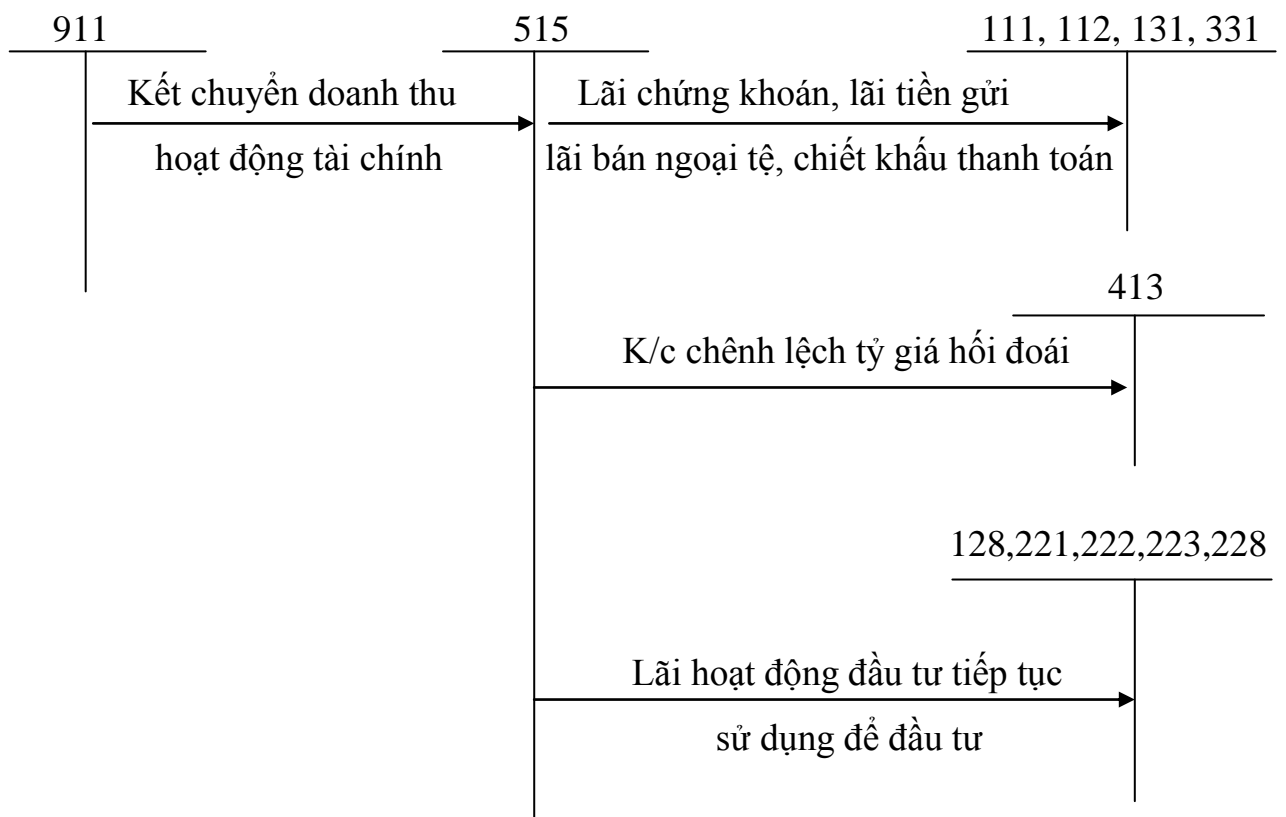 911
515
111, 112, 131, 331
Kết chuyển doanh thu
hoạt động tài chính
Lãi chứng khoán, lãi tiền gửi
lãi bán ngoại tệ, chiết khấu thanh toán
413
K/c chênh lệch tỷ giá hối đoái
128,221,222,223,228
Lãi hoạt động đầu tư tiếp tục
sử dụng để đầu tư